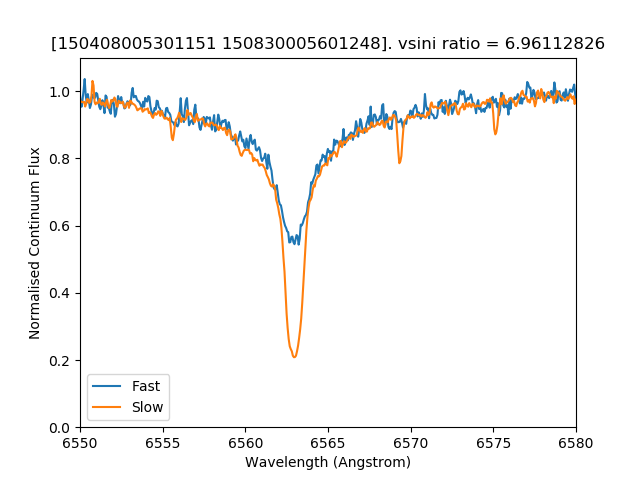 [150408005301151 150830005601248]. vsini ratio = 6.96112826
Normalised Continuum Flux
1.0
0.8
0.6
0.4
0.2
0.0
Fast
Slow
6550 6555 6560 6565 6570 6575 6580
Wavelength (Angstrom)